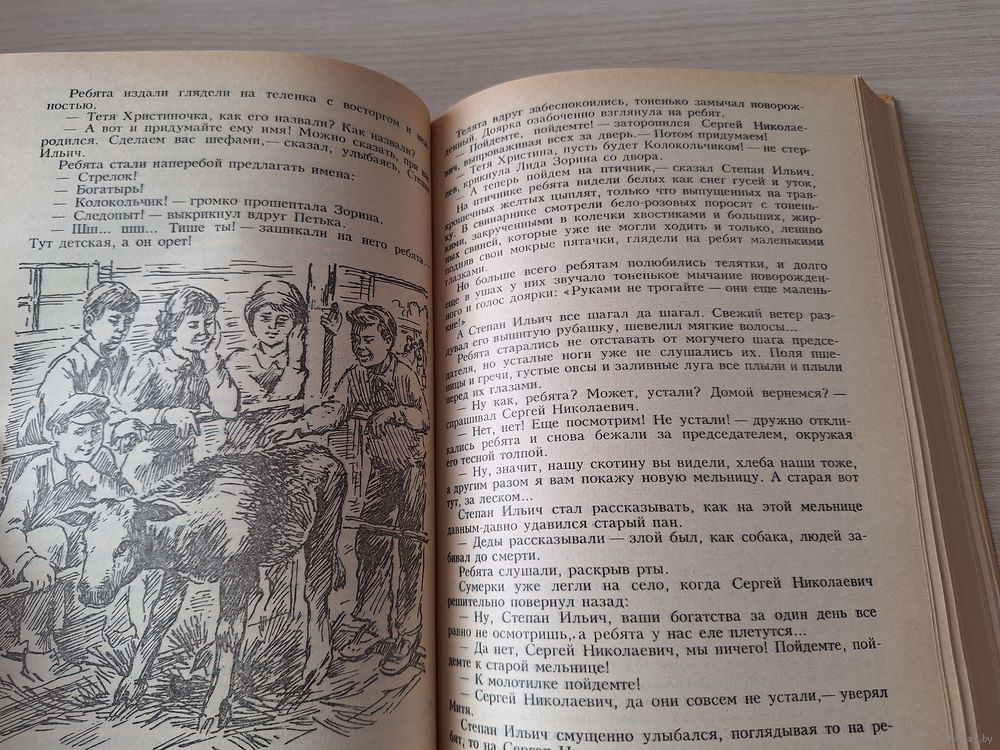 Ребята издали глядели на теленка с восторгом и
ностью.
— Тетя Христиночка, как его назвали? Как назвали?
— А вот и придумайте ему имя! Можно сказать, при вас
родился. Сделаем вас шефами,— сказал, улыбаясь, Степан
Ильич.
Ребята стали наперебой предлагать имена:
— Стрелок!
— Богатырь!
— Колокольчик! — громко прошептала Зорина.
— Следопыт! — выкрикнул вдруг Петька.
— Шш... шш... Тише ты! — зашикали на него ребята.—
Тут детская, а он орет!
Телята вдруг забеспокоились, тоненько замычал новорож-
денный. Доярка озабоченно взглянула на ребят.
— Пойдемте, пойдемте! — заторопился Сергей Николае-
вич, выпроваживая всех за дверь.— Потом придумаем!
— Тетя Христина, пусть будет Колокольчиком! — не стер-
пев, крикнула Лида Зорина со двора.
— А теперь пойдем на птичник,— сказал Степан Ильич.
На птичнике ребята видели белых как снег гусей и уток,
крошечных желтых цыплят, только что выпущенных на трав-
ку. В свинарнике смотрели бело-розовых поросят с тонень-
кими, закрученными в колечки хвостиками и больших, жир-
ных свиней, которые уже не могли ходить и только, лениво
подняв свои мокрые пятачки, глядели на ребят маленькими
глазками.
Но больше всего ребятам полюбились телятки, и долго
еще в ушах у них звучало тоненькое мычание новорожден-
ного и голос доярки: «Руками не трогайте — они еще малень-
кие!»
А Степан Ильич все шагал да шагал. Свежий ветер раз-
дувал его вышитую рубашку, шевелил мягкие волосы...
Ребята старались не отставать от могучего шага предсе-
дателя, но усталые ноги уже не слушались их. Поля пше-
ницы и гречи, густые овсы и заливные луга все плыли и плыли
перед их глазами.
— Ну как, ребята? Может, устали? Домой вернемся? —
спрашивал Сергей Николаевич.
— Нет, нет! Еще посмотрим! Не устали! — дружно откли-
кались ребята и снова бежали за председателем, окружая
его тесной толпой.
— Ну, значит, нашу скотину вы видели, хлеба наши тоже,
а другим разом я вам покажу новую мельницу. А старая вот
тут, за леском...
Степан Ильич стал рассказывать, как на этой мельнице
давным-давно удавился старый пан.
— Деды рассказывали — злой был, как собака, людей за-
бивал до смерти.
Ребята слушали, раскрыв рты.
Сумерки уже легли на село, когда Сергей Николаевич
решительно повернул назад:
— Ну, Степан Ильич, ваши богатства за один день все
равно не осмотришь, а ребята у нас еле плетутся...
— Да нет, Сергей Николаевич, мы ничего! Пойдемте, пой-
демте к старой мельнице!
— К молотилке пойдемте!
— Сергей Николаевич, да они совсем не устали,— уверял
Митя.
Степан Ильич смущенно улыбался, поглядывая то на ре-
бят, то на Сергея